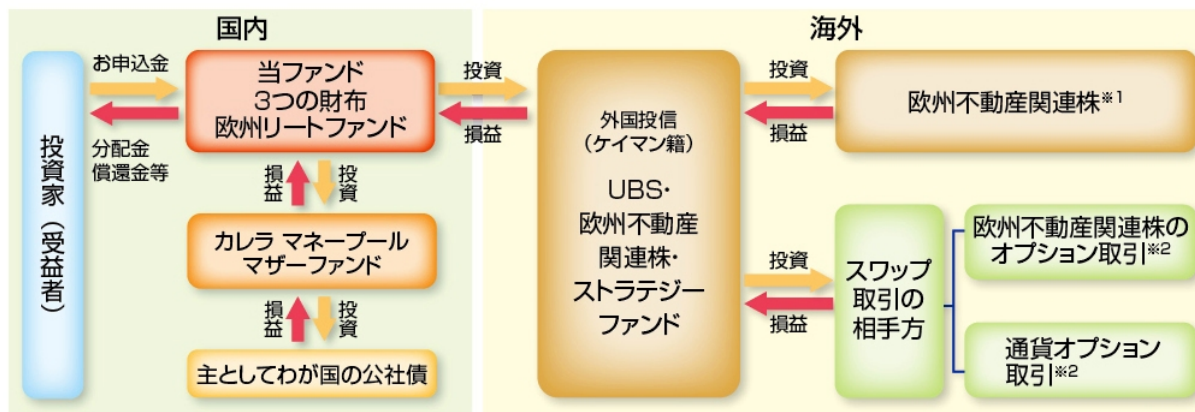 国内
海外
お申込金
分配金
償還金等
投資家（受益者）
当ファンド
3つの財布
欧州リートファンド
投資
損益
損益
投資
カレラ マネープール
マザーファンド
損益
投資
主としてわが国の公社債
外国投信
（ケイマン籍）
UBS・
欧州不動産
関連株・
ストラテジー
ファンド
投資
損益
欧州不動産関連株※1
投資
損益
スワップ
取引の
相手方
欧州不動産関連株の
オプション取引※2
通貨オプション
取引※2